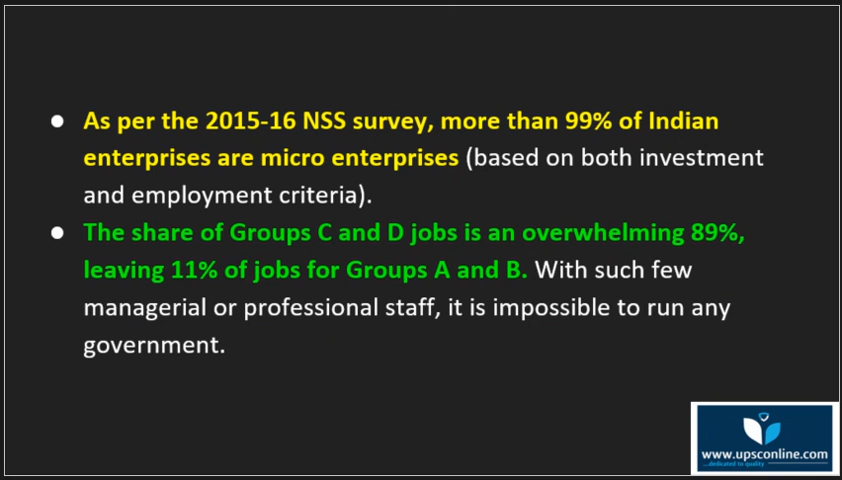 ● As per the 2015-16 NSS survey, more than 99% of Indian
enterprises are micro enterprises (based on both investment
and employment criteria).
● The share of Groups C and D jobs is an overwhelming 89%,
leaving 11% of jobs for Groups A and B. With such few
managerial or professional staff, it is impossible to run any
government.
www.upsconline.com
...dedicated to quality